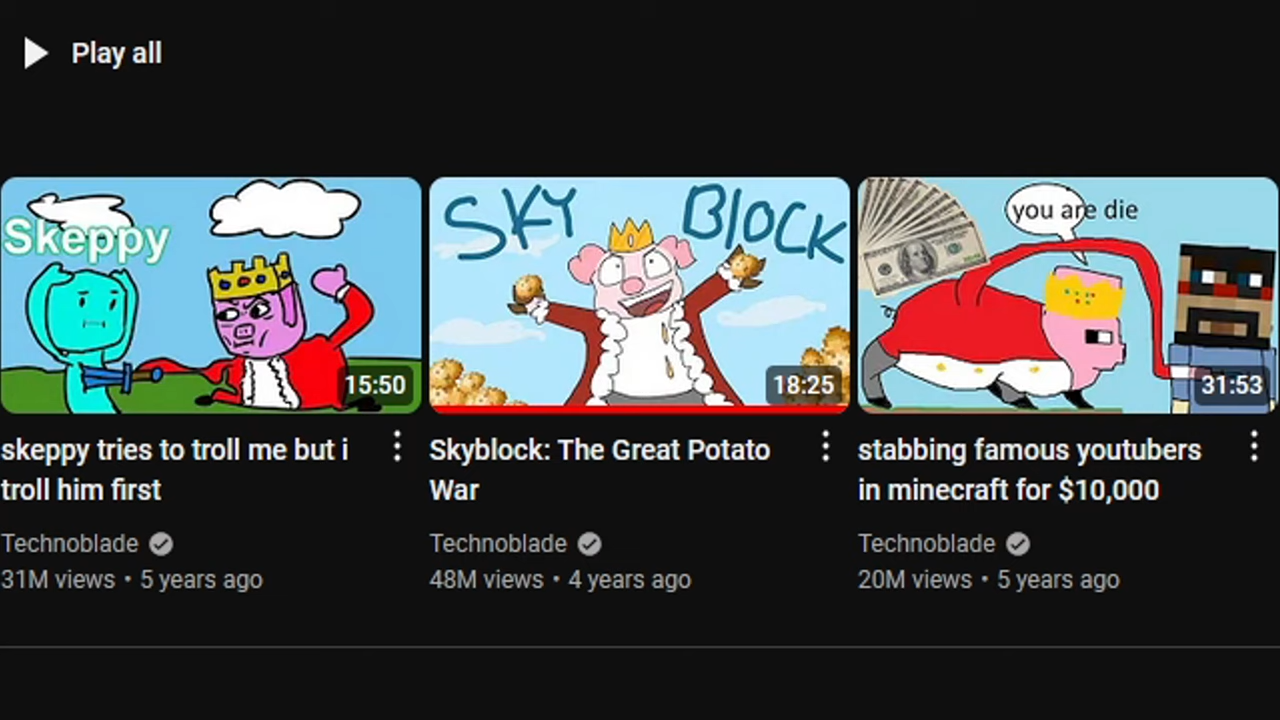 Play all
Skeppy
15:50
SKY BLOCK
18:25
you are die
31:53
skeppy tries to troll me but i
troll him first
Technoblade
31M views • 5 years ago
Skyblock: The Great Potato
War
Technoblade
48M views • 4 years ago
stabbing famous youtubers
in minecraft for $10,000
Technoblade
20M views • 5 years ago